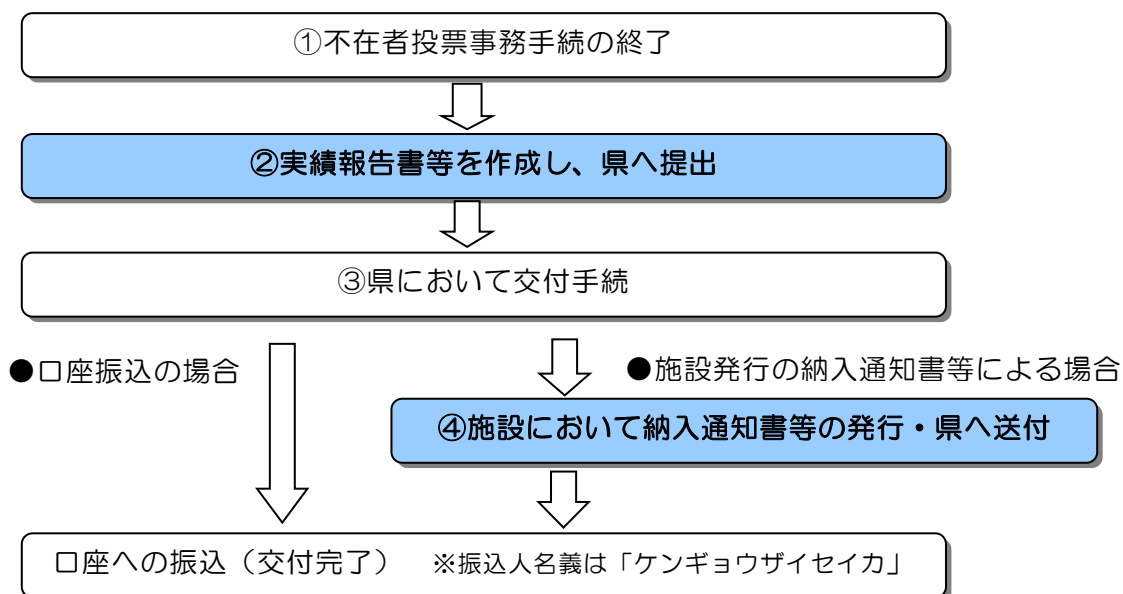 ①不在者投票事務手続の終了
②実績報告書等を作成し、県へ提出
③県において交付手続
●口座振込の場合
●施設発行の納入通知書等による場合
④施設において納入通知書等の発行・県へ送付
口座への振込（交付完了） ※振込人名義は「ケンギョウザイセイカ」